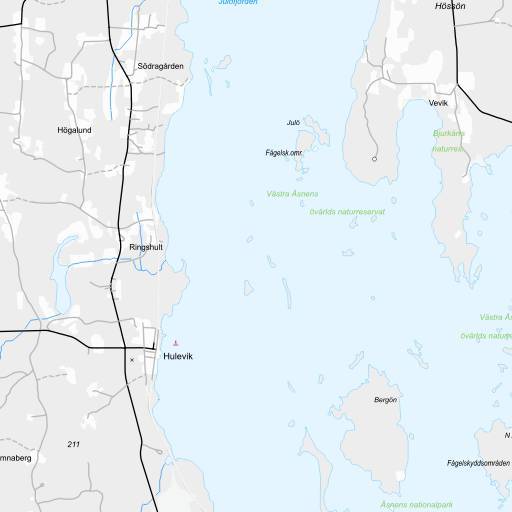 Julöfjorden
Hössön
Södragården
Vevik
Julö
Högalund
Bjurkärrs
naturres.
Fågelsk.omr.
Västra Åsnens
övärlds naturreservat
Ringshult
Västra Ås
övärlds naturres
Hulevik
Bergön
211
N
mnaberg
Fågelskyddsområden
Åsnens nationalpark